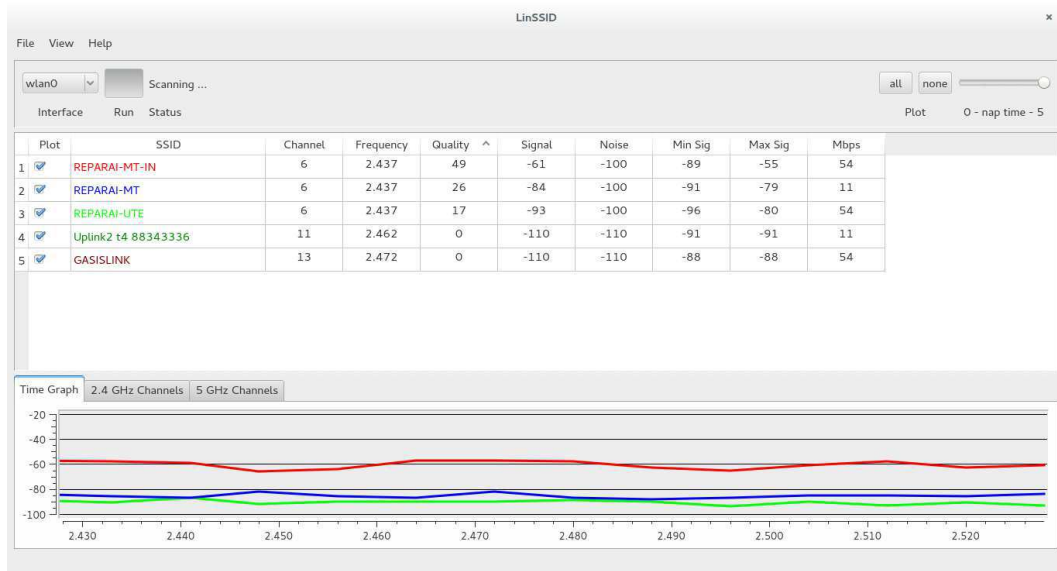 LinSSID ×
File View Help
wlan0 Scanning ... all none
Interface Run Status Plot 0 - nap time - 5
Plot SSID Channel Frequency Quality ^ Signal Noise Min Sig Max Sig Mbps
1 REPARAI-MT-IN 6 2.437 49 -61 -100 -89 -55 54
2 REPARAI-MT 6 2.437 26 -84 -100 -91 -79 11
3 REPARAI-UTE 6 2.437 17 -93 -100 -96 -80 54
4 Uplink2 t4 88343336 11 2.462 0 -110 -110 -91 -91 11
5 GASISLINK 13 2.472 0 -110 -110 -88 -88 54
Time Graph 2.4 GHz Channels 5 GHz Channels
-20
-40
-60
-80
-100
2.430 2.440 2.450 2.460 2.470 2.480 2.490 2.500 2.510 2.520